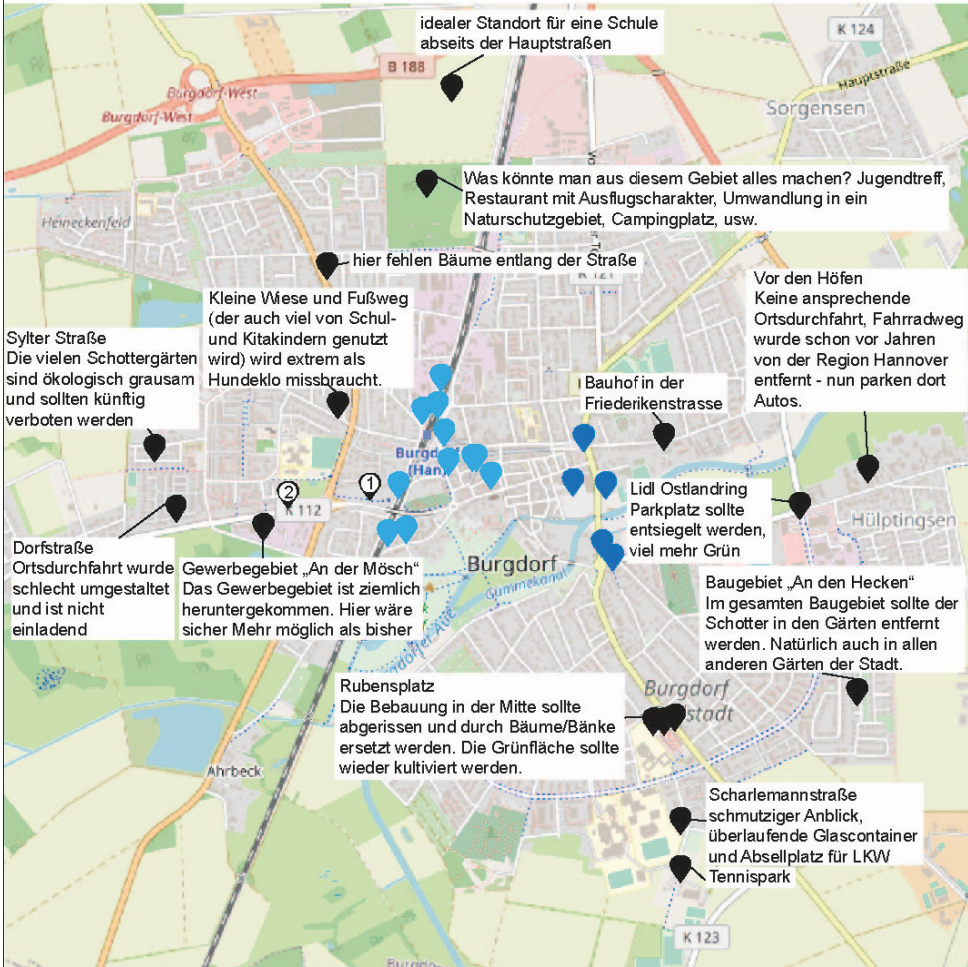 idealer Standort für eine Schule
abseits der Hauptstraßen
K 124
B 188
Hauptstraße
Burgdorf-West
Burgdorf-West
Sorgensen
Was könnte man aus diesem Gebiet alles machen? Jugendtreff,
Restaurant mit Ausflugscharakter, Umwandlung in ein
Naturschutzgebiet, Campingplatz, usw.
Heineckenfeld
hier fehlen Bäume entlang der Straße
K 121
Vor den Höfen
Keine ansprechende
Ortsdurchfahrt, Fahrradweg
wurde schon vor Jahren
von der Region Hannover
entfernt - nun parken dort
Autos.
Kleine Wiese und Fußweg
(der auch viel von Schul-
und Kitakindern genutzt
wird) wird extrem als
Hundeklo missbraucht.
Sylter Straße
Die vielen Schottergärten
sind ökologisch grausam
und sollten künftig
verboten werden
Bauhof in der
Friederikenstrasse
Burgdorf
(Han)
1
2
K 112
Lidl Ostlandring
Parkplatz sollte
entsiegelt werden,
viel mehr Grün
Hülptingsen
Dorfstraße
Ortsdurchfahrt wurde
schlecht umgestaltet
und ist nicht
einladend
Gewerbegebiet „An der Mösch“
Das Gewerbegebiet ist ziemlich
heruntergekommen. Hier wäre
sicher Mehr möglich als bisher
Burgdorf
Gümmekanal
Burgdorfer Aue
Baugebiet „An den Hecken“
Im gesamten Baugebiet sollte der
Schotter in den Gärten entfernt
werden. Natürlich auch in allen
anderen Gärten der Stadt.
Rubensplatz
Die Bebauung in der Mitte sollte
abgerissen und durch Bäume/Bänke
ersetzt werden. Die Grünfläche sollte
wieder kultiviert werden.
Burgdorf
stadt
Ahrbeck
Scharlemannstraße
schmutziger Anblick,
überlaufende Glascontainer
und Absellplatz für LKW
Tennispark
K 123